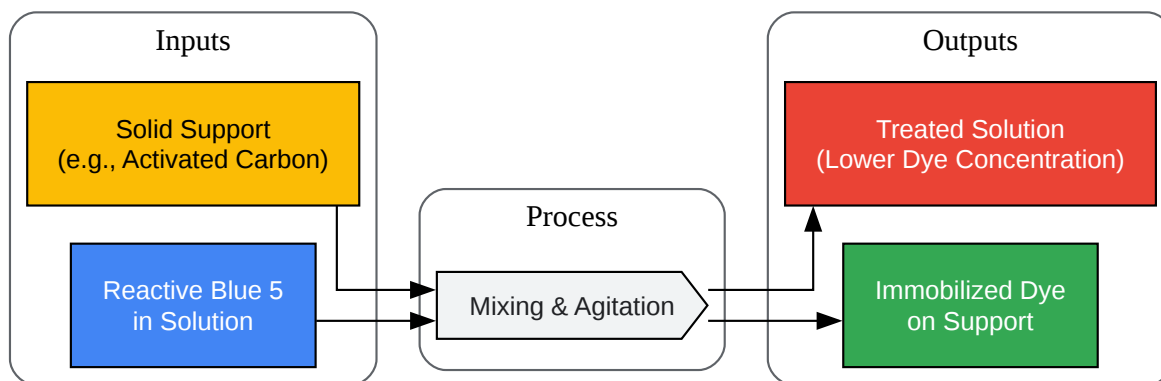 Inputs
Solid Support
(e.g., Activated Carbon)
Reactive Blue 5
in Solution
Process
Mixing & Agitation
Outputs
Treated Solution
(Lower Dye Concentration)
Immobilized Dye
on Support